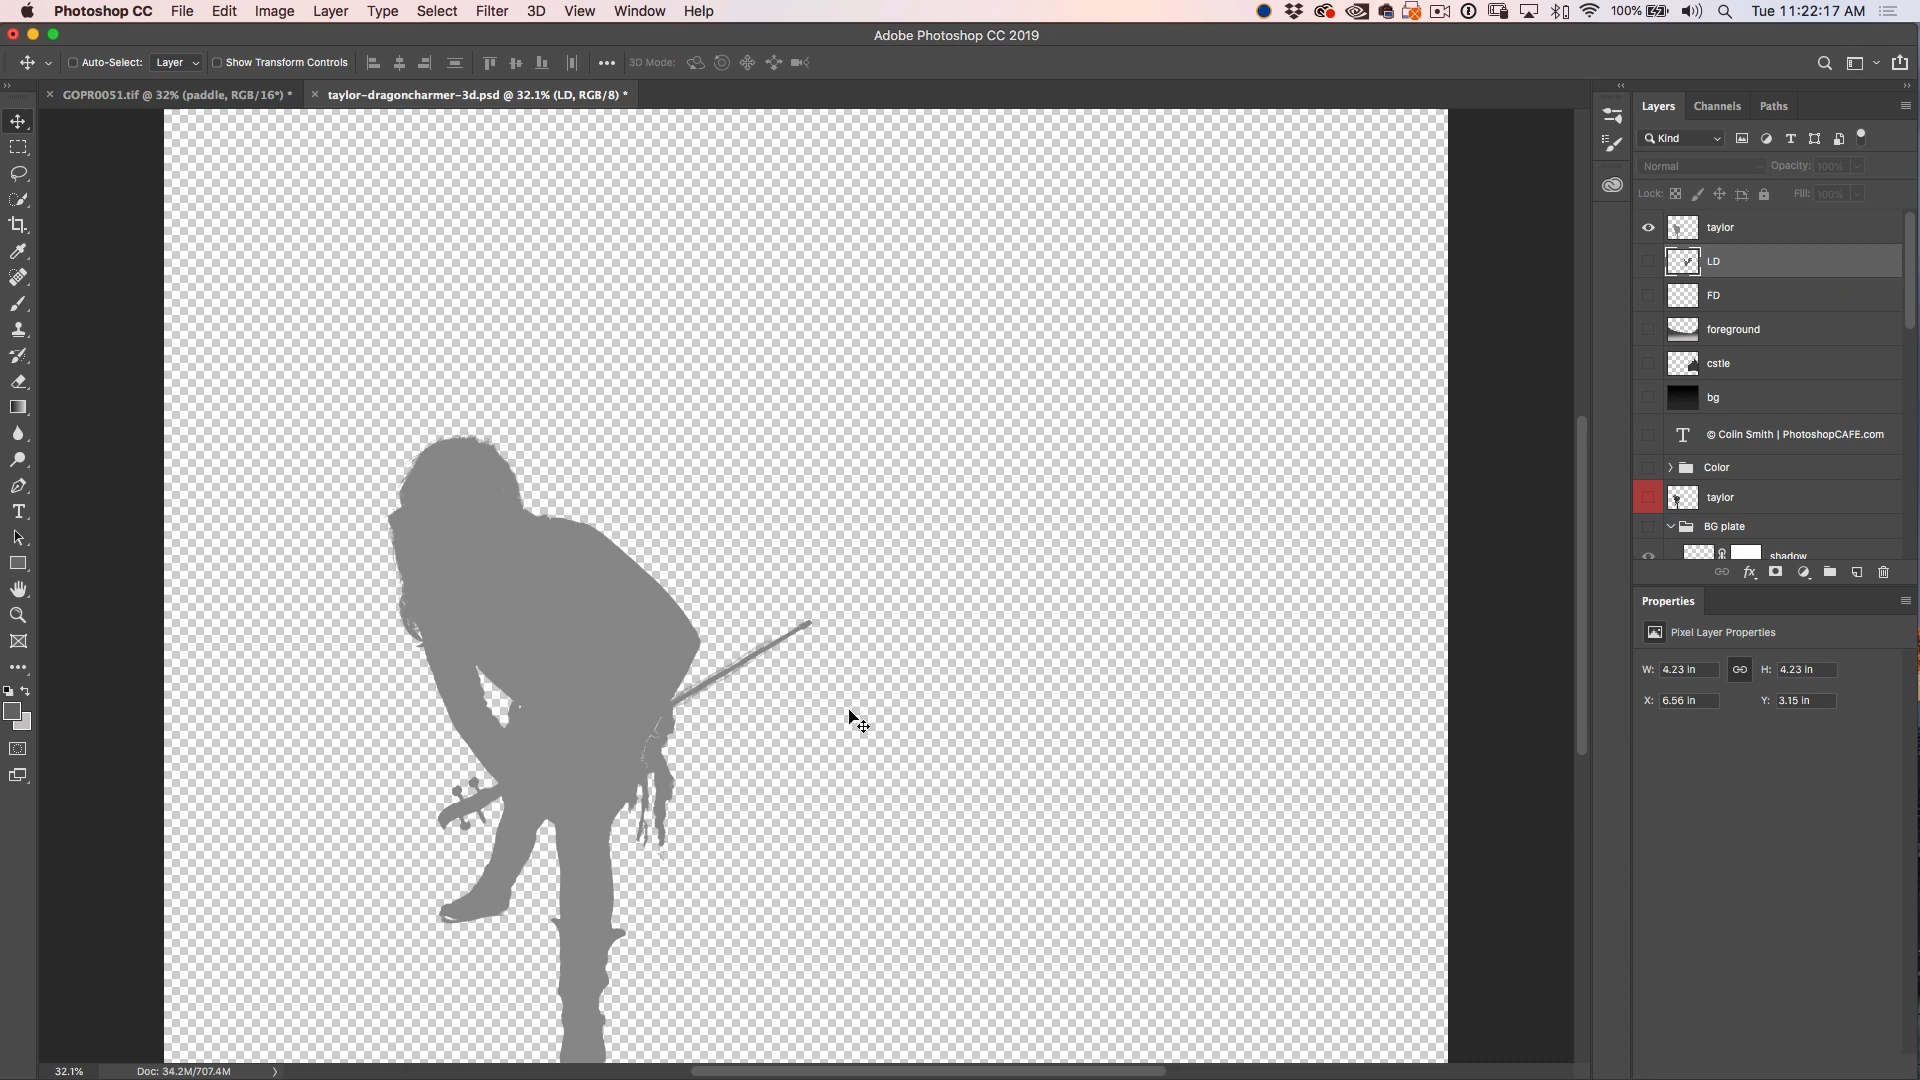 Photoshop CC File Edit Image Layer Type Select Filter 3D View Window Help 100% Tue 11:22:17 AM
Adobe Photoshop CC 2019
Auto-Select: Layer Show Transform Controls 3D Mode:
GOPR0051.tif @ 32% (paddle, RGB/16*) * taylor-dragoncharmer-3d.psd @ 32.1% (LD, RGB/8) *
Layers Channels Paths
Kind
Normal Opacity: 100%
Lock: Fill: 100%
taylor
LD
FD
foreground
cstle
bg
© Colin Smith | PhotoshopCAFE.com
Color
taylor
BG plate
shadow
Properties
Pixel Layer Properties
W: 4.23 in H: 4.23 in
X: 6.56 in Y: 3.15 in
32.1% Doc: 34.2M/707.4M